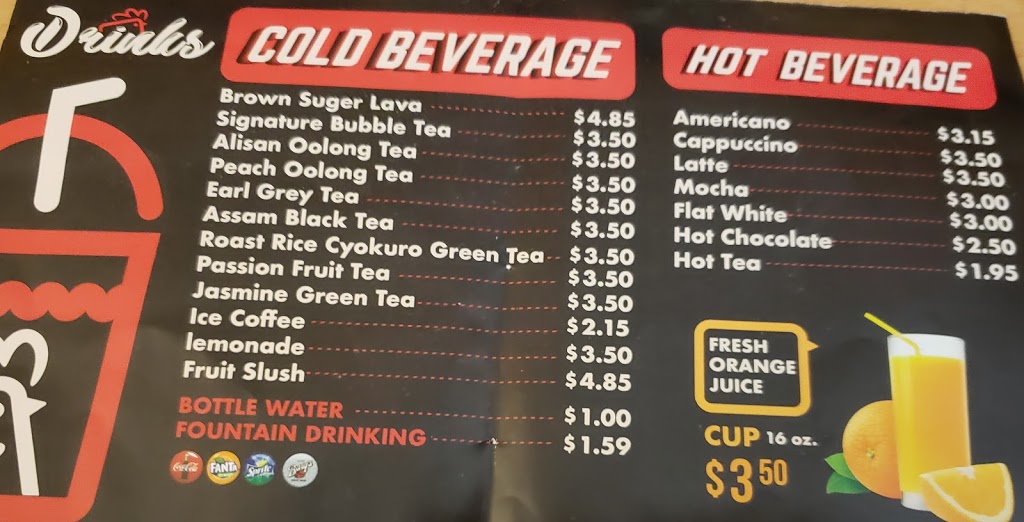 Drinks
COLD BEVERAGE
Brown Suger Lava $4.85
Signature Bubble Tea $3.50
Alisan Oolong Tea $3.50
Peach Oolong Tea $3.50
Earl Grey Tea $3.50
Assam Black Tea $3.50
Roast Rice Cyokuro Green Tea $3.50
Passion Fruit Tea $3.50
Jasmine Green Tea $3.50
Ice Coffee $2.15
lemonade $3.50
Fruit Slush $4.85
BOTTLE WATER $1.00
FOUNTAIN DRINKING $1.59
Coca-Cola FANTA Sprite
HOT BEVERAGE
Americano $3.15
Cappuccino $3.50
Latte $3.50
Mocha $3.00
Flat White $3.00
Hot Chocolate $2.50
Hot Tea $1.95
FRESH
ORANGE
JUICE
CUP 16 oz.
$3 50